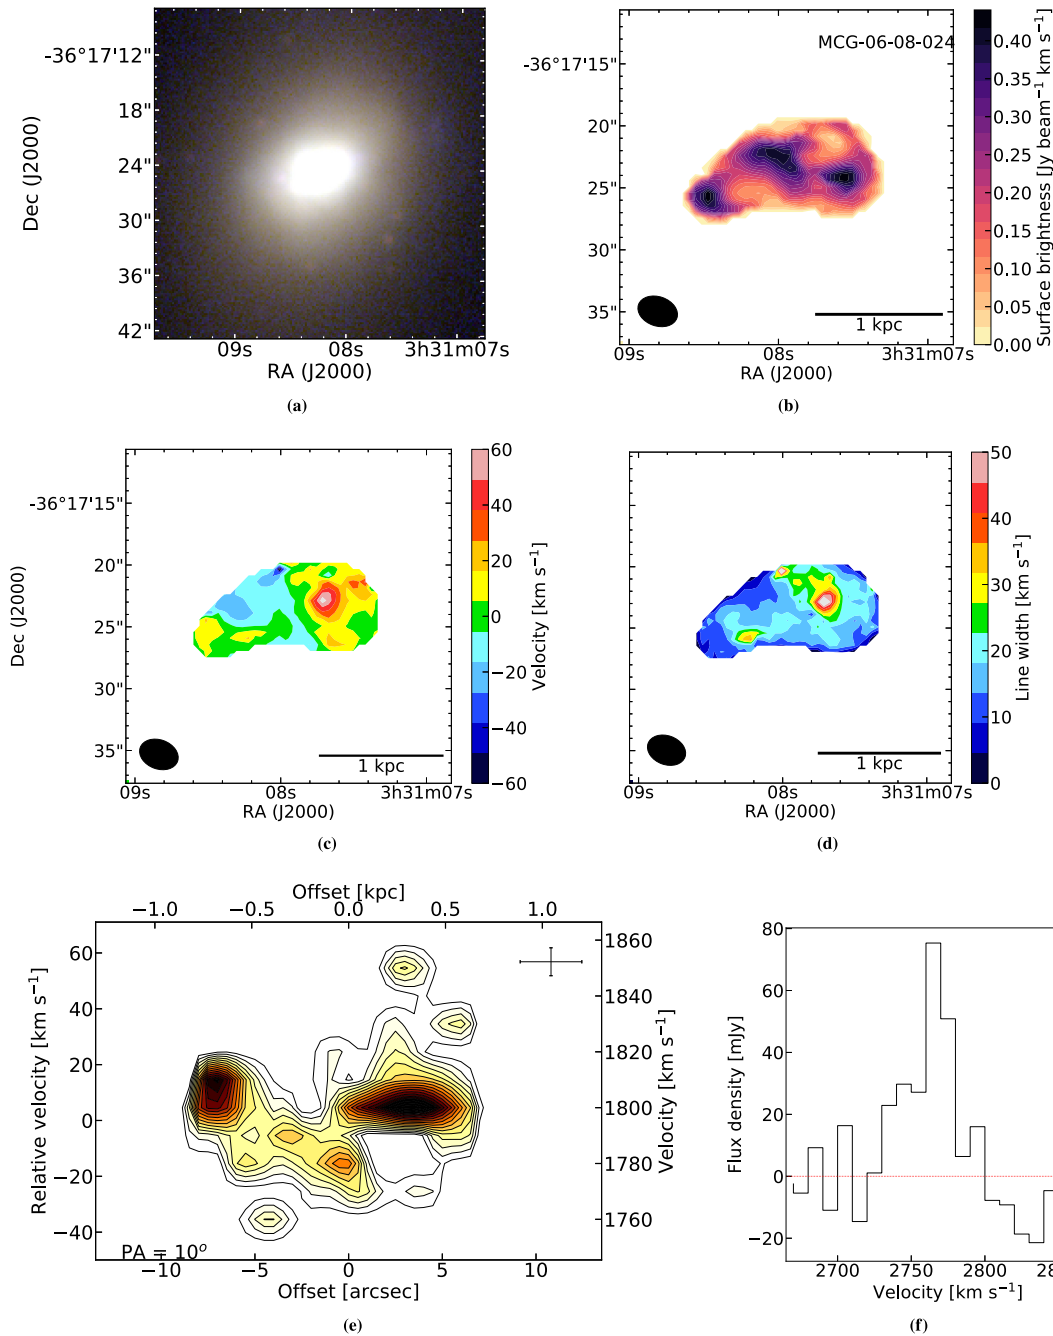 -36°17'12"
18"
24"
30"
36"
42"
Dec (J2000)
09s 08s 3h31m07s
RA (J2000)
(a)
MCG-06-08-024
-36°17'15"
20"
25"
30"
35"
1 kpc
09s 08s 3h31m07s
RA (J2000)
0.40
0.35
0.30
0.25
0.20
0.15
0.10
0.05
0.00
Surface brightness [Jy beam⁻¹ km s⁻¹]
(b)
-36°17'15"
20"
25"
30"
35"
Dec (J2000)
1 kpc
09s 08s 3h31m07s
RA (J2000)
60
40
20
0
−20
−40
−60
Velocity [km s⁻¹]
(c)
1 kpc
09s 08s 3h31m07s
RA (J2000)
50
40
30
20
10
0
Line width [km s⁻¹]
(d)
Offset [kpc]
−1.0 −0.5 0.0 0.5 1.0
60
40
20
0
−20
−40
Relative velocity [km s⁻¹]
1860
1840
1820
1800
1780
1760
Velocity [km s⁻¹]
PA = 10°
−10 −5 0 5 10
Offset [arcsec]
(e)
80
60
40
20
0
−20
Flux density [mJy]
2700 2750 2800
Velocity [km s⁻¹]
(f)